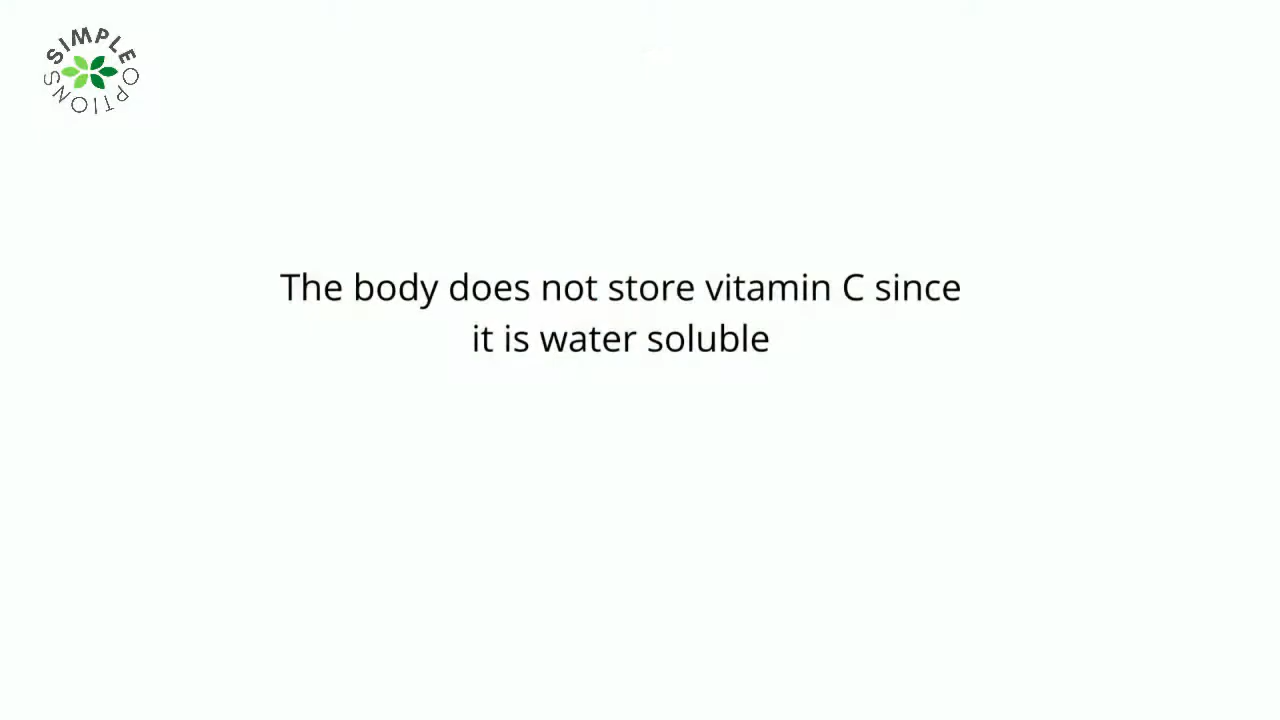 SIMPLE
OPTIONS
The body does not store vitamin C since
it is water soluble